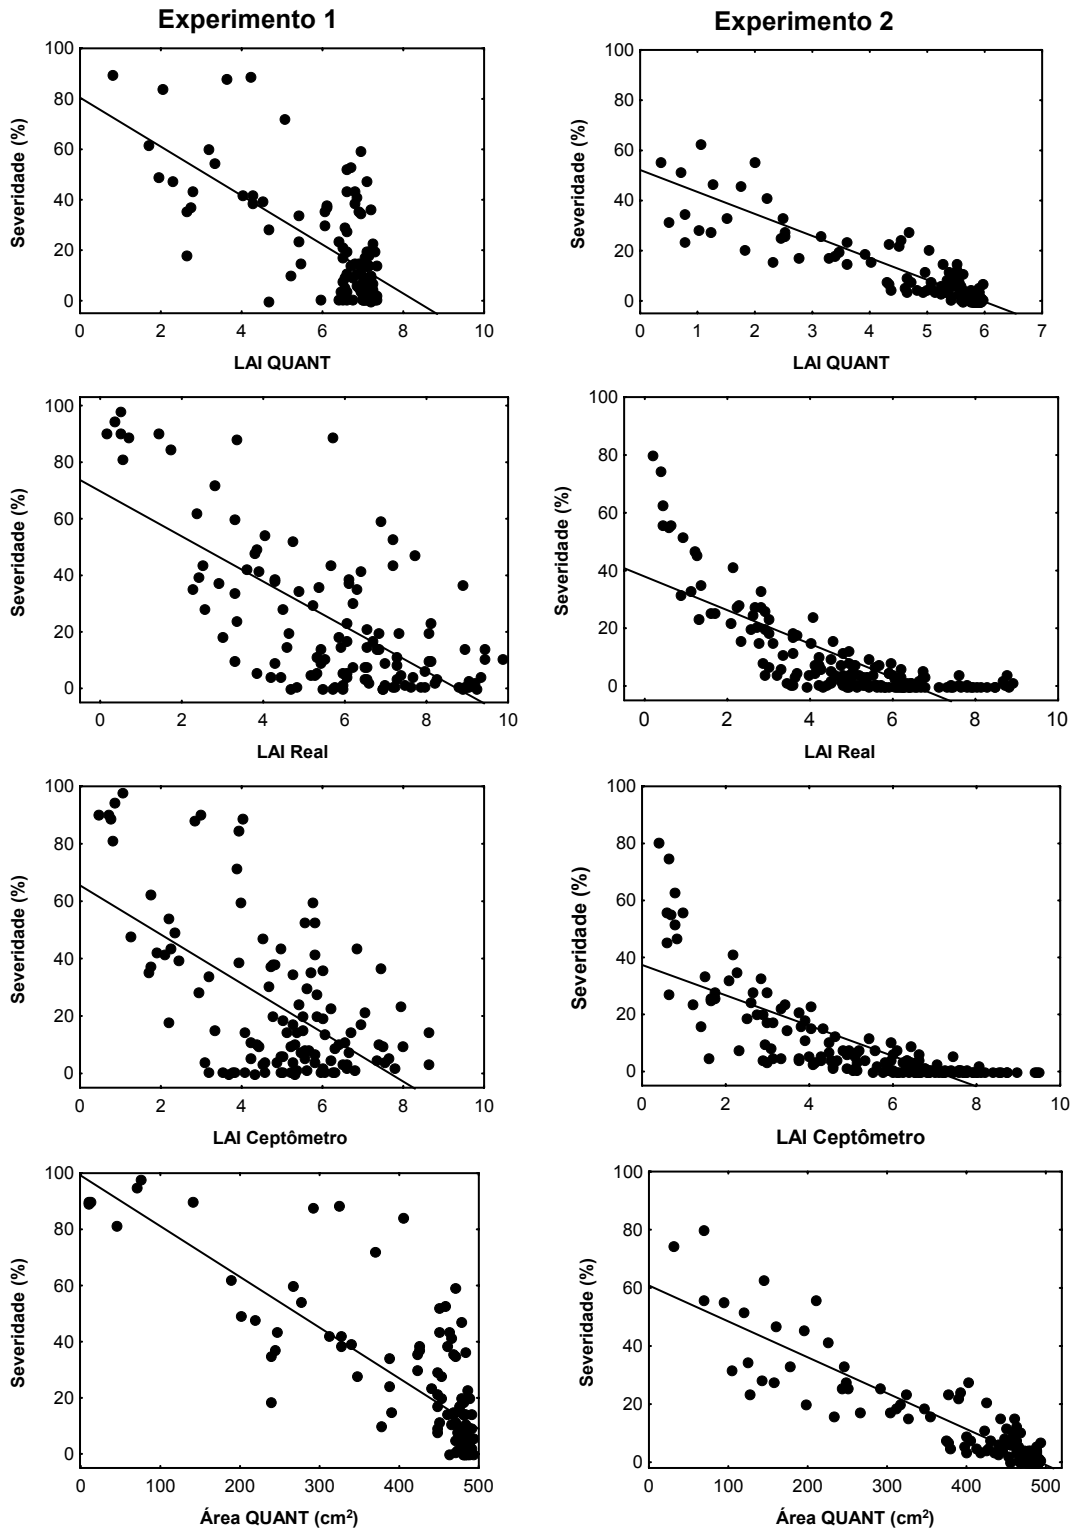 Experimento 1
Experimento 2
Severidade (%)
100
80
60
40
20
0
0 2 4 6 8 10
LAI QUANT
Severidade (%)
100
80
60
40
20
0
0 1 2 3 4 5 6 7
LAI QUANT
Severidade (%)
100
80
60
40
20
0
0 2 4 6 8 10
LAI Real
Severidade (%)
100
80
60
40
20
0
0 2 4 6 8 10
LAI Real
Severidade (%)
100
80
60
40
20
0
0 2 4 6 8 10
LAI Ceptômetro
Severidade (%)
100
80
60
40
20
0
0 2 4 6 8 10
LAI Ceptômetro
Severidade (%)
100
80
60
40
20
0
0 100 200 300 400 500
Área QUANT (cm²)
Severidade (%)
100
80
60
40
20
0
0 100 200 300 400 500
Área QUANT (cm²)